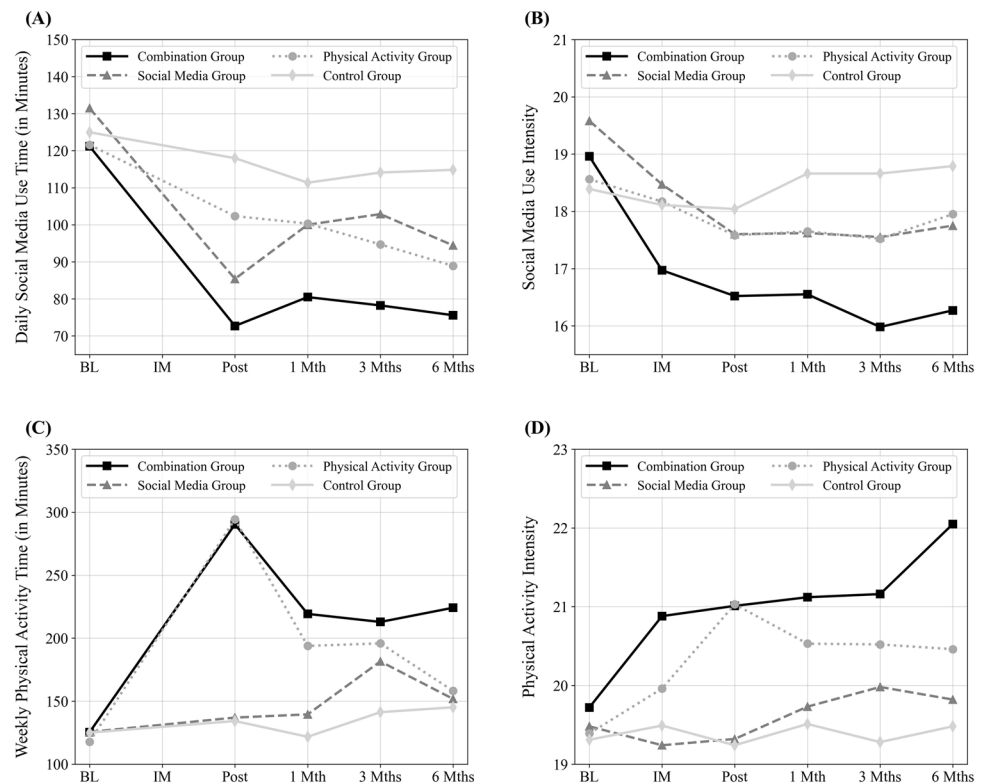 (A)
Daily Social Media Use Time (in Minutes)
150
140
130
120
110
100
90
80
70
Combination Group
Social Media Group
Physical Activity Group
Control Group
BL IM Post 1 Mth 3 Mths 6 Mths
(B)
Social Media Use Intensity
21
20
19
18
17
16
Combination Group
Social Media Group
Physical Activity Group
Control Group
BL IM Post 1 Mth 3 Mths 6 Mths
(C)
Weekly Physical Activity Time (in Minutes)
350
300
250
200
150
100
Combination Group
Social Media Group
Physical Activity Group
Control Group
BL IM Post 1 Mth 3 Mths 6 Mths
(D)
Physical Activity Intensity
23
22
21
20
19
Combination Group
Social Media Group
Physical Activity Group
Control Group
BL IM Post 1 Mth 3 Mths 6 Mths